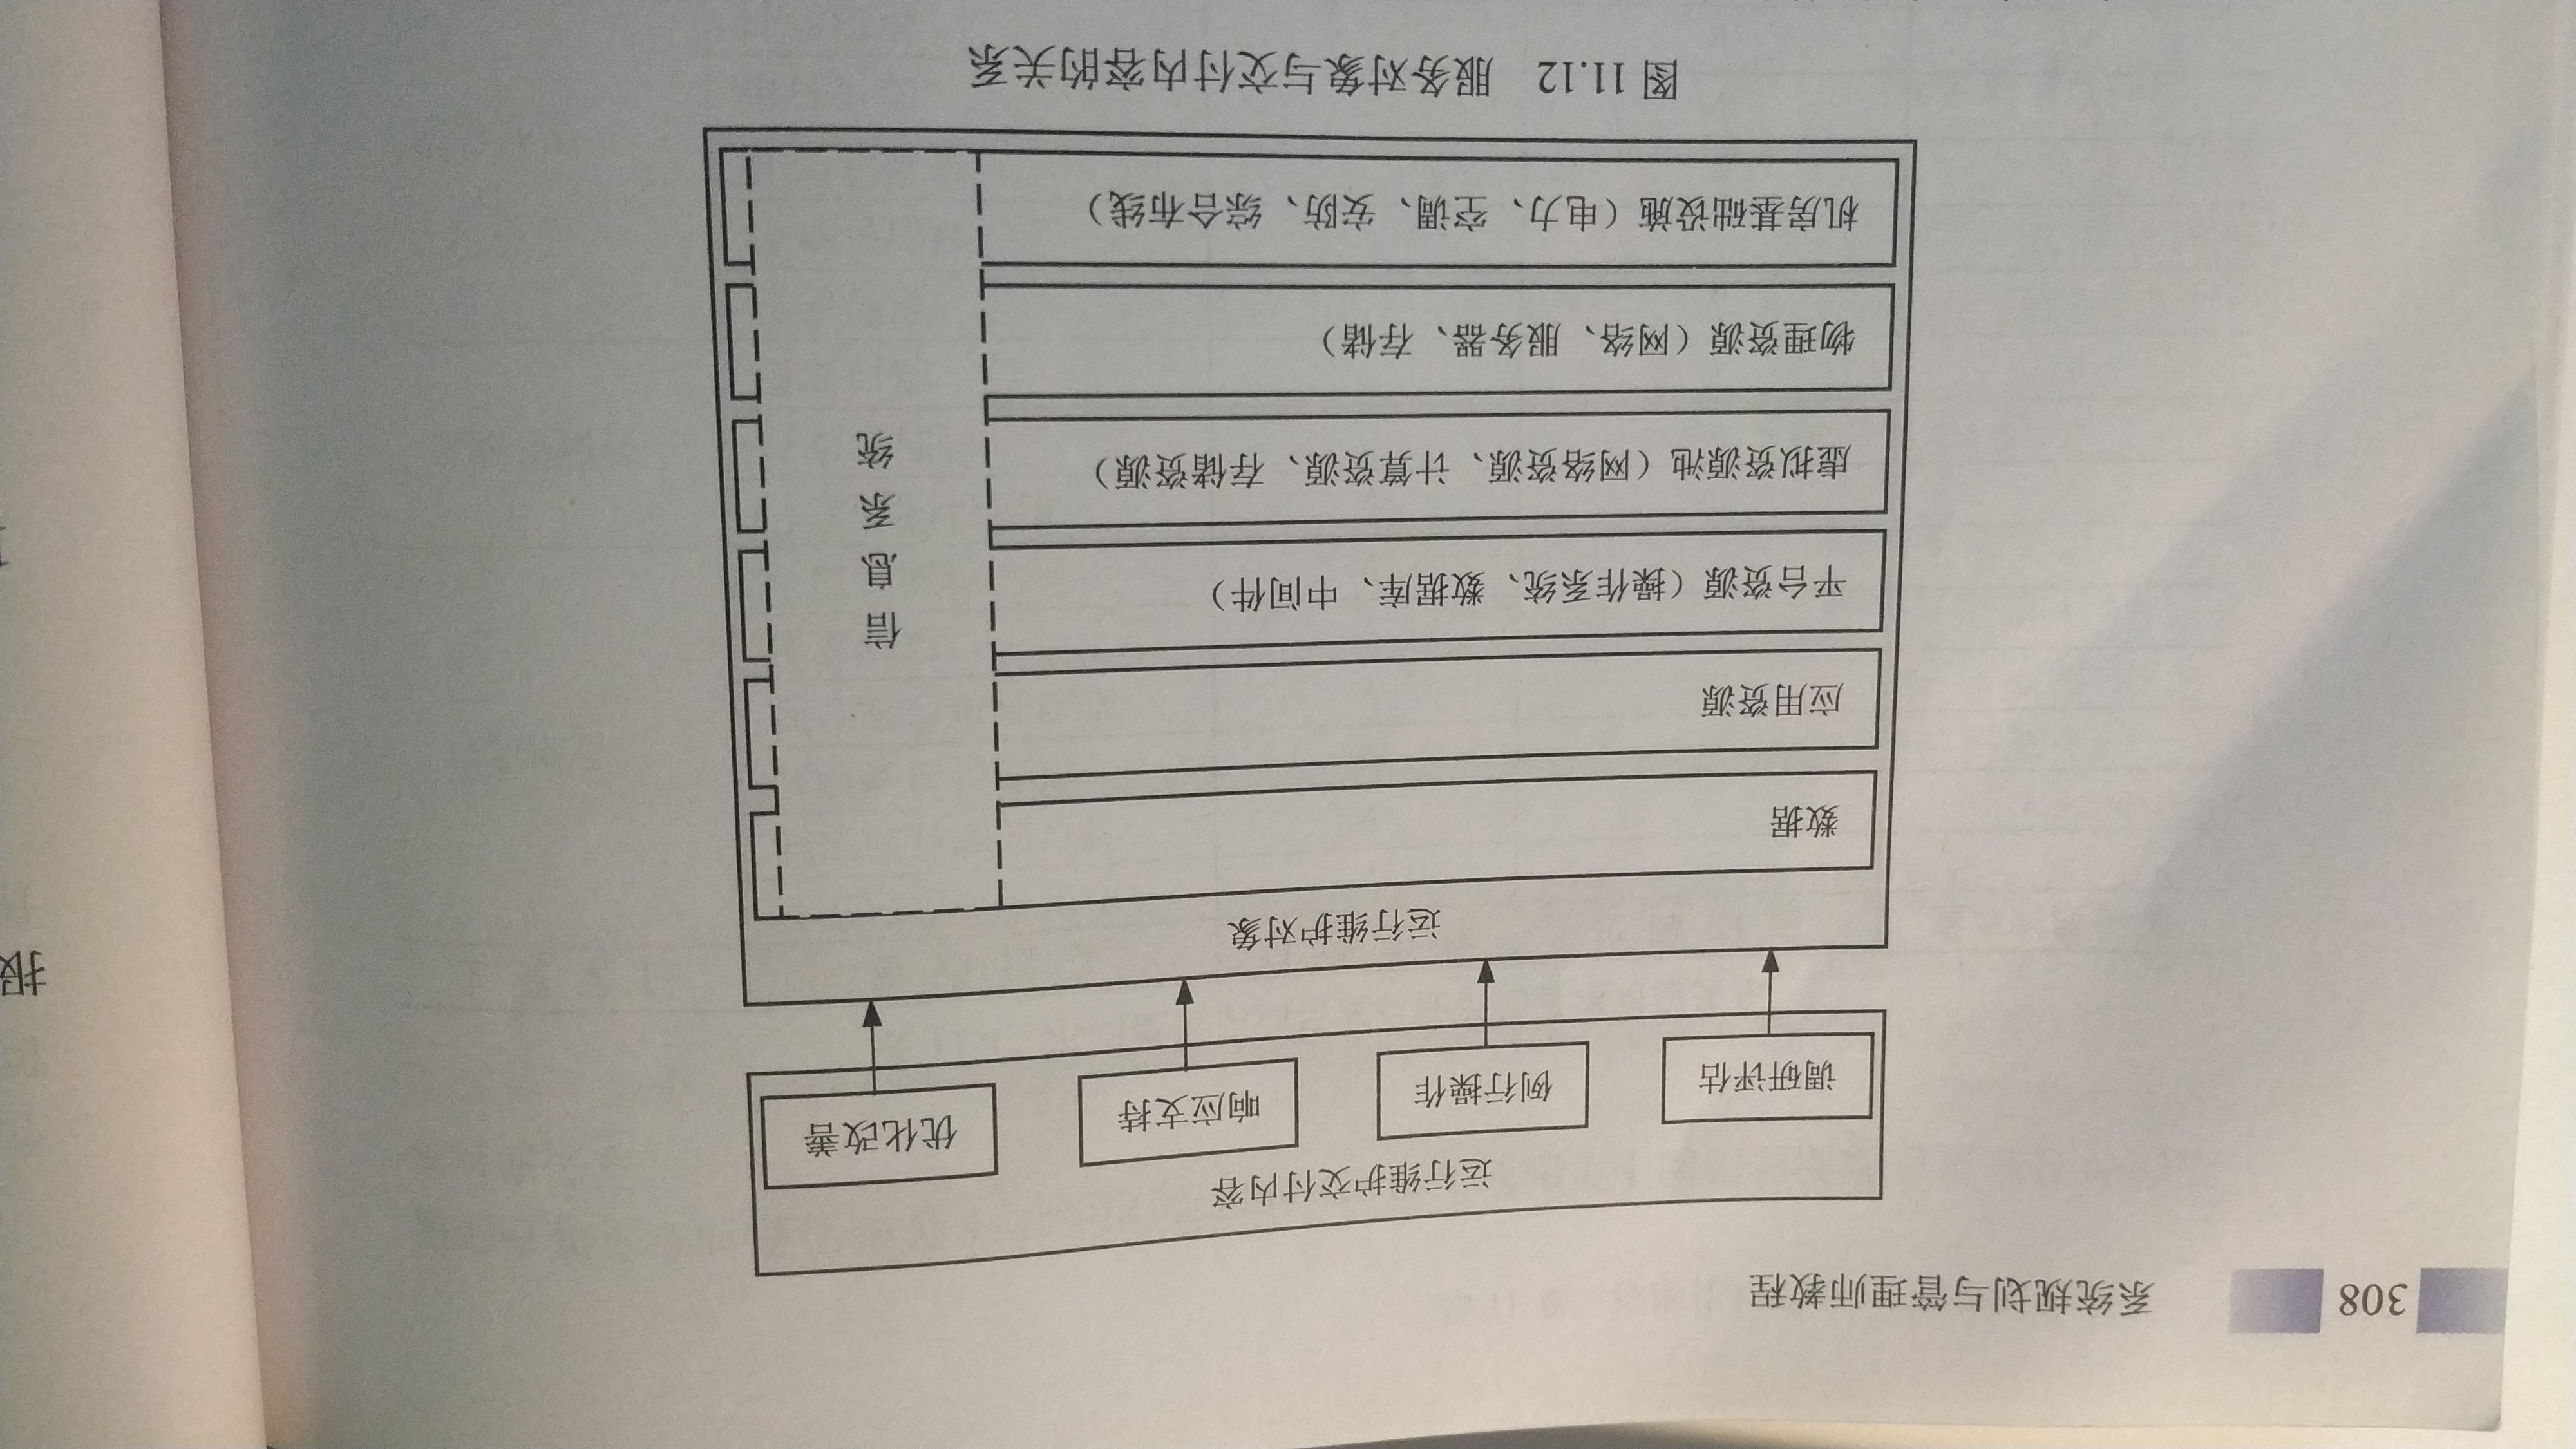 308 系统规划与管理师教程
运行维护交付内容
调研评估
例行操作
响应支持
优化改善
运行维护对象
数据
应用资源
平台资源（操作系统、数据库、中间件）
虚拟资源池（网络资源、计算资源、存储资源）
物理资源（网络、服务器、存储）
机房基础设施（电力、空调、安防、综合布线）
信
息
系
统
图 11.12 服务对象与交付内容的关系
报